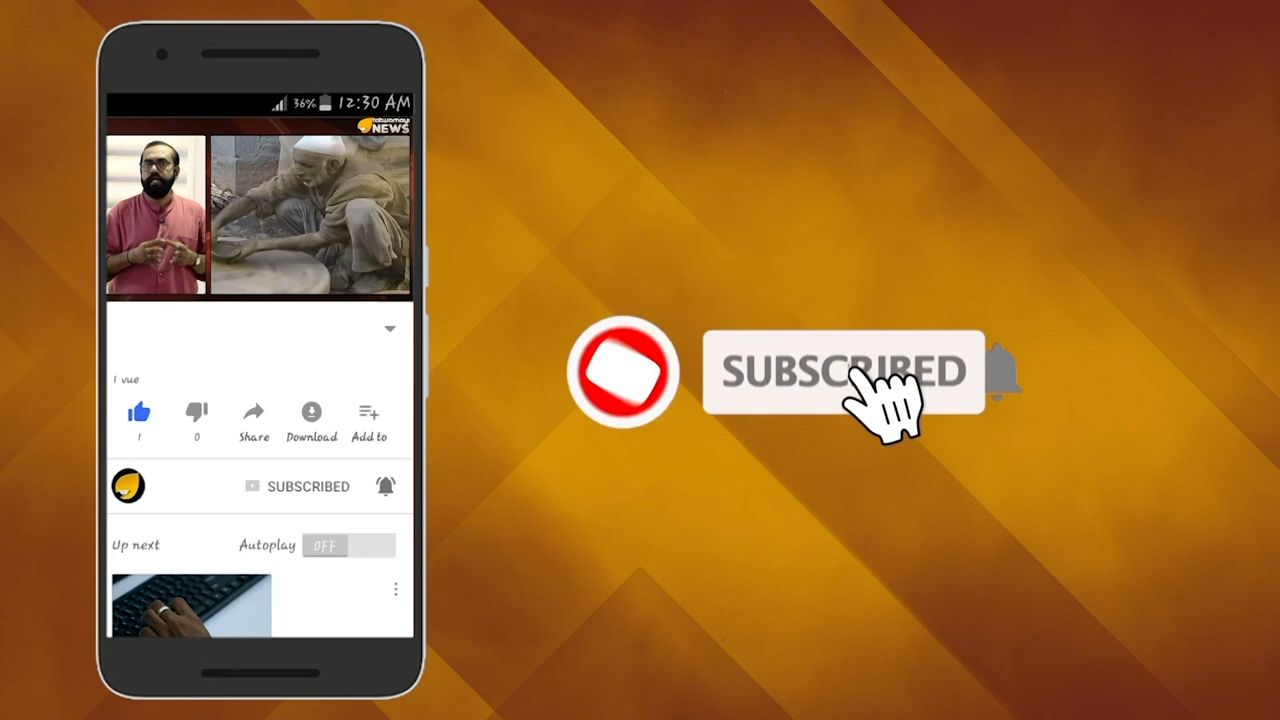 36% 12:30 AM
tatwamayi
NEWS
1 vue
1 0 Share Download Add to
SUBSCRIBED
Up next Autoplay OFF
SUBSCRIBED